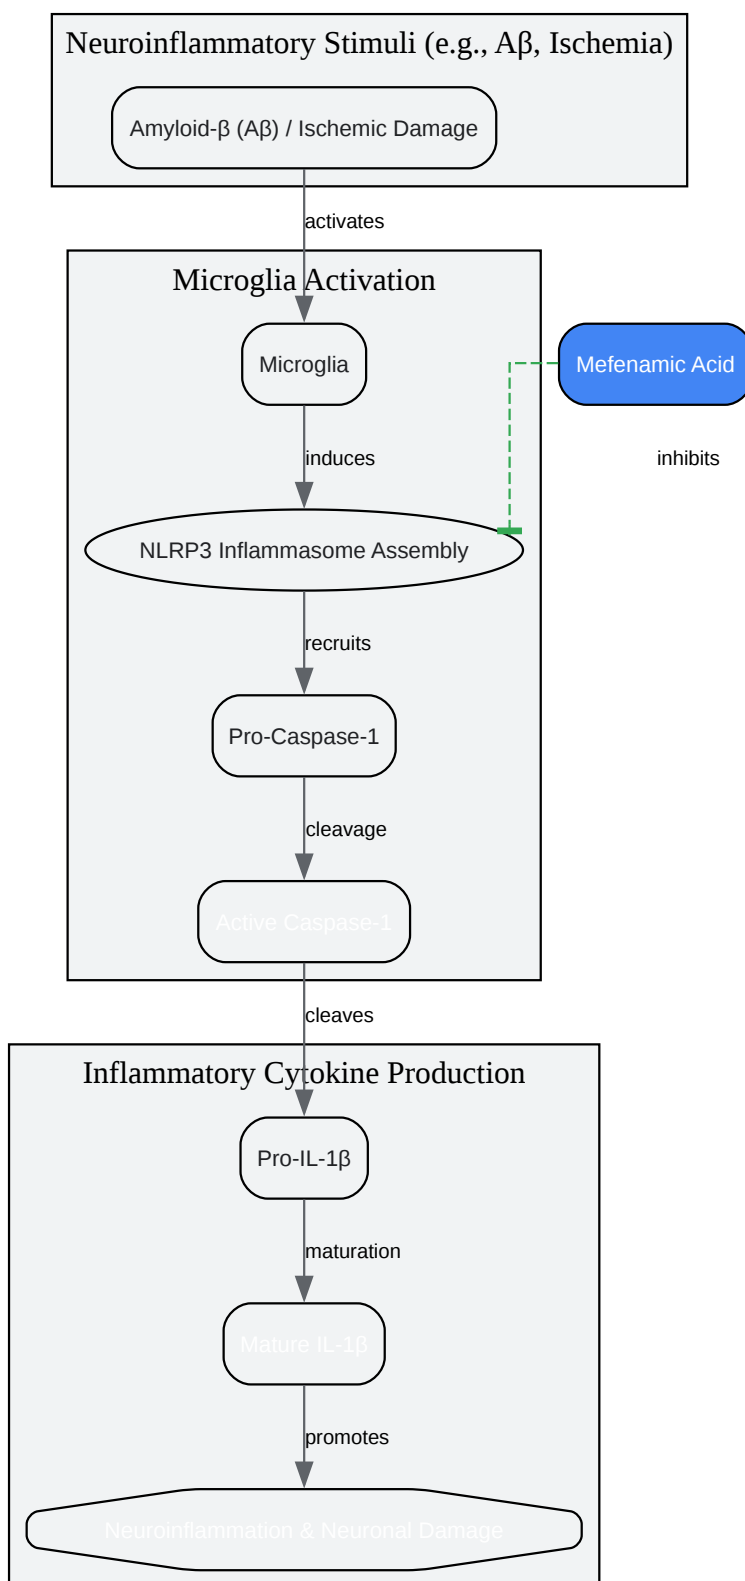 Neuroinflammatory Stimuli (e.g., Aβ, Ischemia)
Amyloid-β (Aβ) / Ischemic Damage
activates
Microglia Activation
Microglia
Mefenamic Acid
induces
inhibits
NLRP3 Inflammasome Assembly
recruits
Pro-Caspase-1
cleavage
Active Caspase-1
cleaves
Inflammatory Cytokine Production
Pro-IL-1β
maturation
Mature IL-1β
promotes
Neuroinflammation & Neuronal Damage